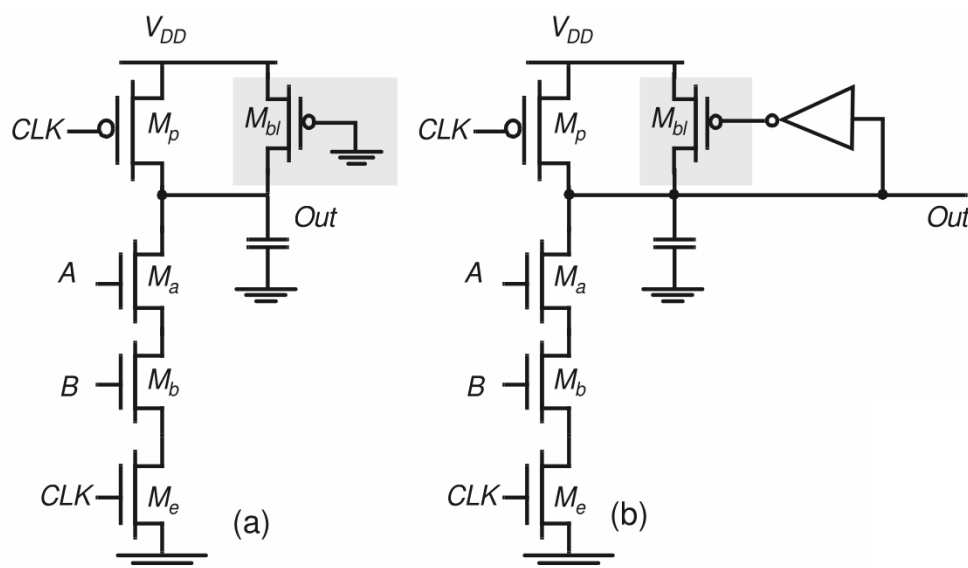 V_DD
CLK
M_p
M_bl
Out
A
M_a
B
M_b
CLK
M_e
(a)
V_DD
CLK
M_p
M_bl
Out
A
M_a
B
M_b
CLK
M_e
(b)